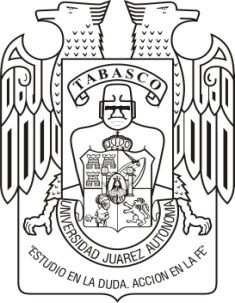 TABASCO
UNIVERSIDAD JUAREZ AUTONOMA
"ESTUDIO EN LA DUDA. ACCION EN LA FE"